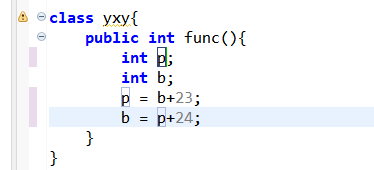 class yxy{
    public int func(){
        int p;
        int b;
        p = b+23;
        b = p+24;
    }
}